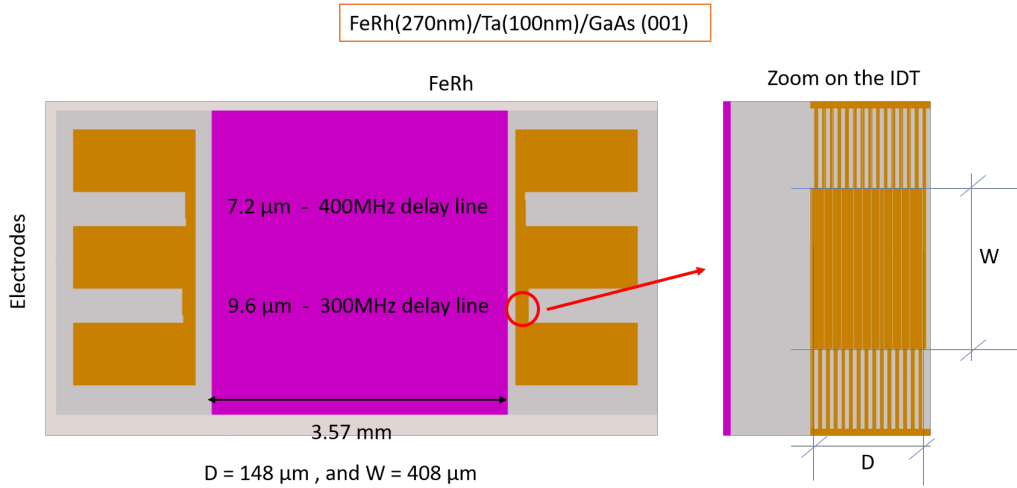 FeRh(270nm)/Ta(100nm)/GaAs (001)
FeRh
Zoom on the IDT
Electrodes
7.2 µm  -  400MHz delay line
9.6 µm  -  300MHz delay line
W
3.57 mm
D
D = 148 µm , and W = 408 µm